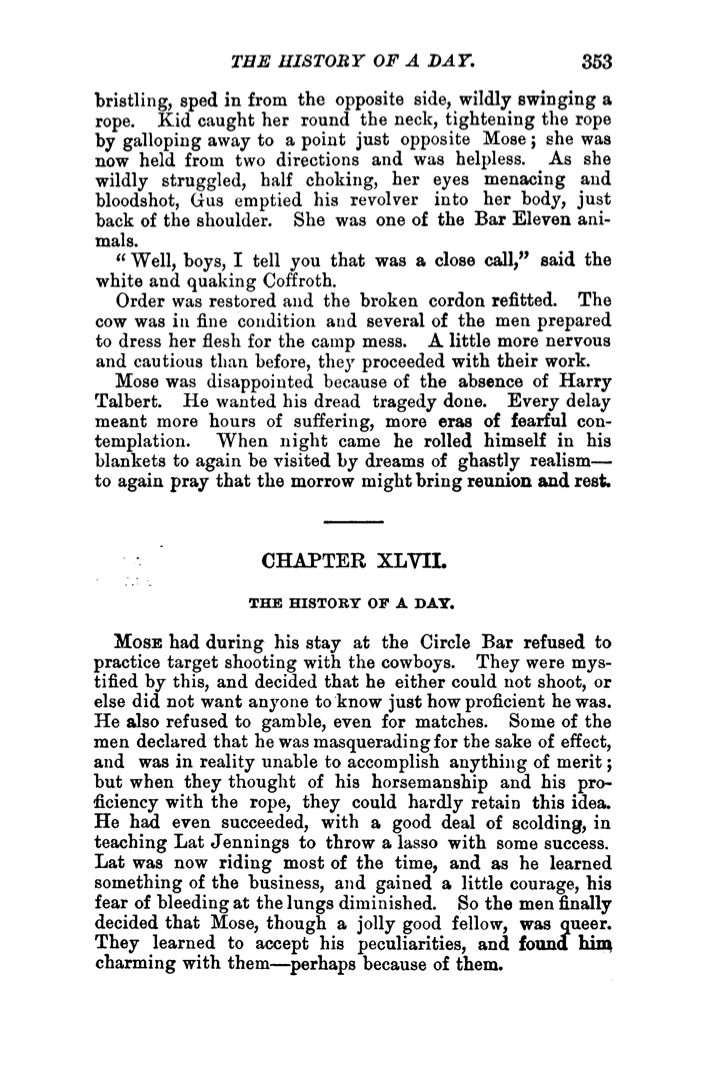 THE HISTORY OF A DAY. 353
bristling, sped in from the opposite side, wildly swinging a
rope. Kid caught her round the neck, tightening the rope
by galloping away to a point just opposite Mose; she was
now held from two directions and was helpless. As she
wildly struggled, half choking, her eyes menacing and
bloodshot, Gus emptied his revolver into her body, just
back of the shoulder. She was one of the Bar Eleven ani-
mals.
“Well, boys, I tell you that was a close call,” said the
white and quaking Coffroth.
Order was restored and the broken cordon refitted. The
cow was in fine condition and several of the men prepared
to dress her flesh for the camp mess. A little more nervous
and cautious than before, they proceeded with their work.
Mose was disappointed because of the absence of Harry
Talbert. He wanted his dread tragedy done. Every delay
meant more hours of suffering, more eras of fearful con-
templation. When night came he rolled himself in his
blankets to again be visited by dreams of ghastly realism—
to again pray that the morrow might bring reunion and rest.
CHAPTER XLVII.
THE HISTORY OF A DAY.
MOSE had during his stay at the Circle Bar refused to
practice target shooting with the cowboys. They were mys-
tified by this, and decided that he either could not shoot, or
else did not want anyone to know just how proficient he was.
He also refused to gamble, even for matches. Some of the
men declared that he was masquerading for the sake of effect,
and was in reality unable to accomplish anything of merit;
but when they thought of his horsemanship and his pro-
ficiency with the rope, they could hardly retain this idea.
He had even succeeded, with a good deal of scolding, in
teaching Lat Jennings to throw a lasso with some success.
Lat was now riding most of the time, and as he learned
something of the business, and gained a little courage, his
fear of bleeding at the lungs diminished. So the men finally
decided that Mose, though a jolly good fellow, was queer.
They learned to accept his peculiarities, and found him
charming with them—perhaps because of them.